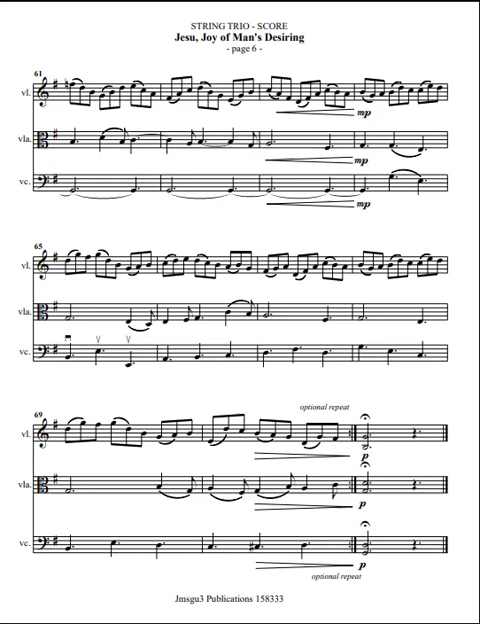 STRING TRIO - SCORE
Jesu, Joy of Man's Desiring
- page 6 -
61
vl.
mp
vla.
mp
vc.
mp
65
vl.
vla.
vc.
optional repeat
69
vl.
p
vla.
p
vc.
p
optional repeat
Jmsgu3 Publications 158333